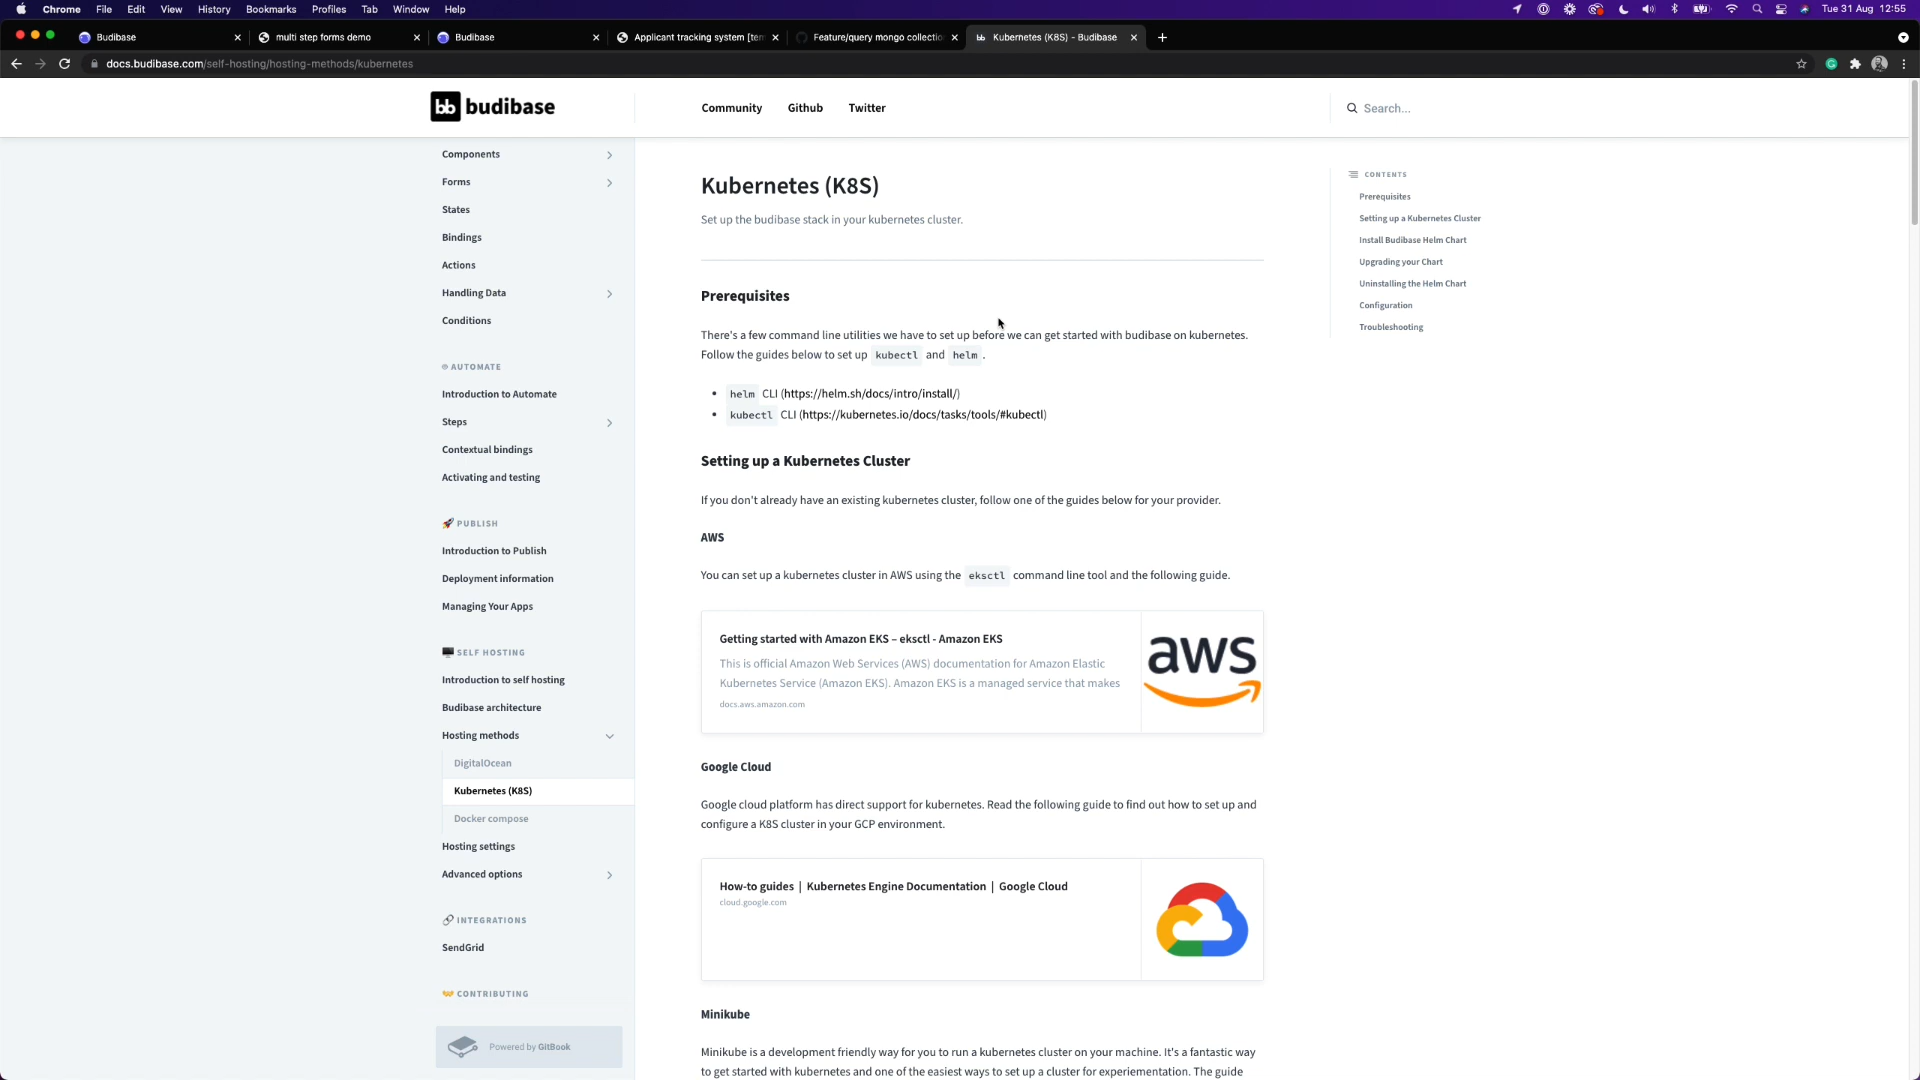 Chrome File Edit View History Bookmarks Profiles Tab Window Help
Tue 31 Aug 12:55
Budibase
multi step forms demo
Budibase
Applicant tracking system [tem
Feature/query mongo collectio
Kubernetes (K8S) - Budibase
docs.budibase.com/self-hosting/hosting-methods/kubernetes
bb budibase
Community Github Twitter
Search...
Components
Forms
States
Bindings
Actions
Handling Data
Conditions
AUTOMATE
Introduction to Automate
Steps
Contextual bindings
Activating and testing
PUBLISH
Introduction to Publish
Deployment information
Managing Your Apps
SELF HOSTING
Introduction to self hosting
Budibase architecture
Hosting methods
DigitalOcean
Kubernetes (K8S)
Docker compose
Hosting settings
Advanced options
INTEGRATIONS
SendGrid
CONTRIBUTING
Powered by GitBook
Kubernetes (K8S)
Set up the budibase stack in your kubernetes cluster.
Prerequisites
There's a few command line utilities we have to set up before we can get started with budibase on kubernetes.
Follow the guides below to set up kubectl and helm .
helm CLI (https://helm.sh/docs/intro/install/)
kubectl CLI (https://kubernetes.io/docs/tasks/tools/#kubectl)
Setting up a Kubernetes Cluster
If you don't already have an existing kubernetes cluster, follow one of the guides below for your provider.
AWS
You can set up a kubernetes cluster in AWS using the eksctl command line tool and the following guide.
Getting started with Amazon EKS – eksctl - Amazon EKS
This is official Amazon Web Services (AWS) documentation for Amazon Elastic
Kubernetes Service (Amazon EKS). Amazon EKS is a managed service that makes
docs.aws.amazon.com
aws
Google Cloud
Google cloud platform has direct support for kubernetes. Read the following guide to find out how to set up and
configure a K8S cluster in your GCP environment.
How-to guides | Kubernetes Engine Documentation | Google Cloud
cloud.google.com
Minikube
Minikube is a development friendly way for you to run a kubernetes cluster on your machine. It's a fantastic way
to get started with kubernetes and one of the easiest ways to set up a cluster for experiementation. The guide
CONTENTS
Prerequisites
Setting up a Kubernetes Cluster
Install Budibase Helm Chart
Upgrading your Chart
Uninstalling the Helm Chart
Configuration
Troubleshooting